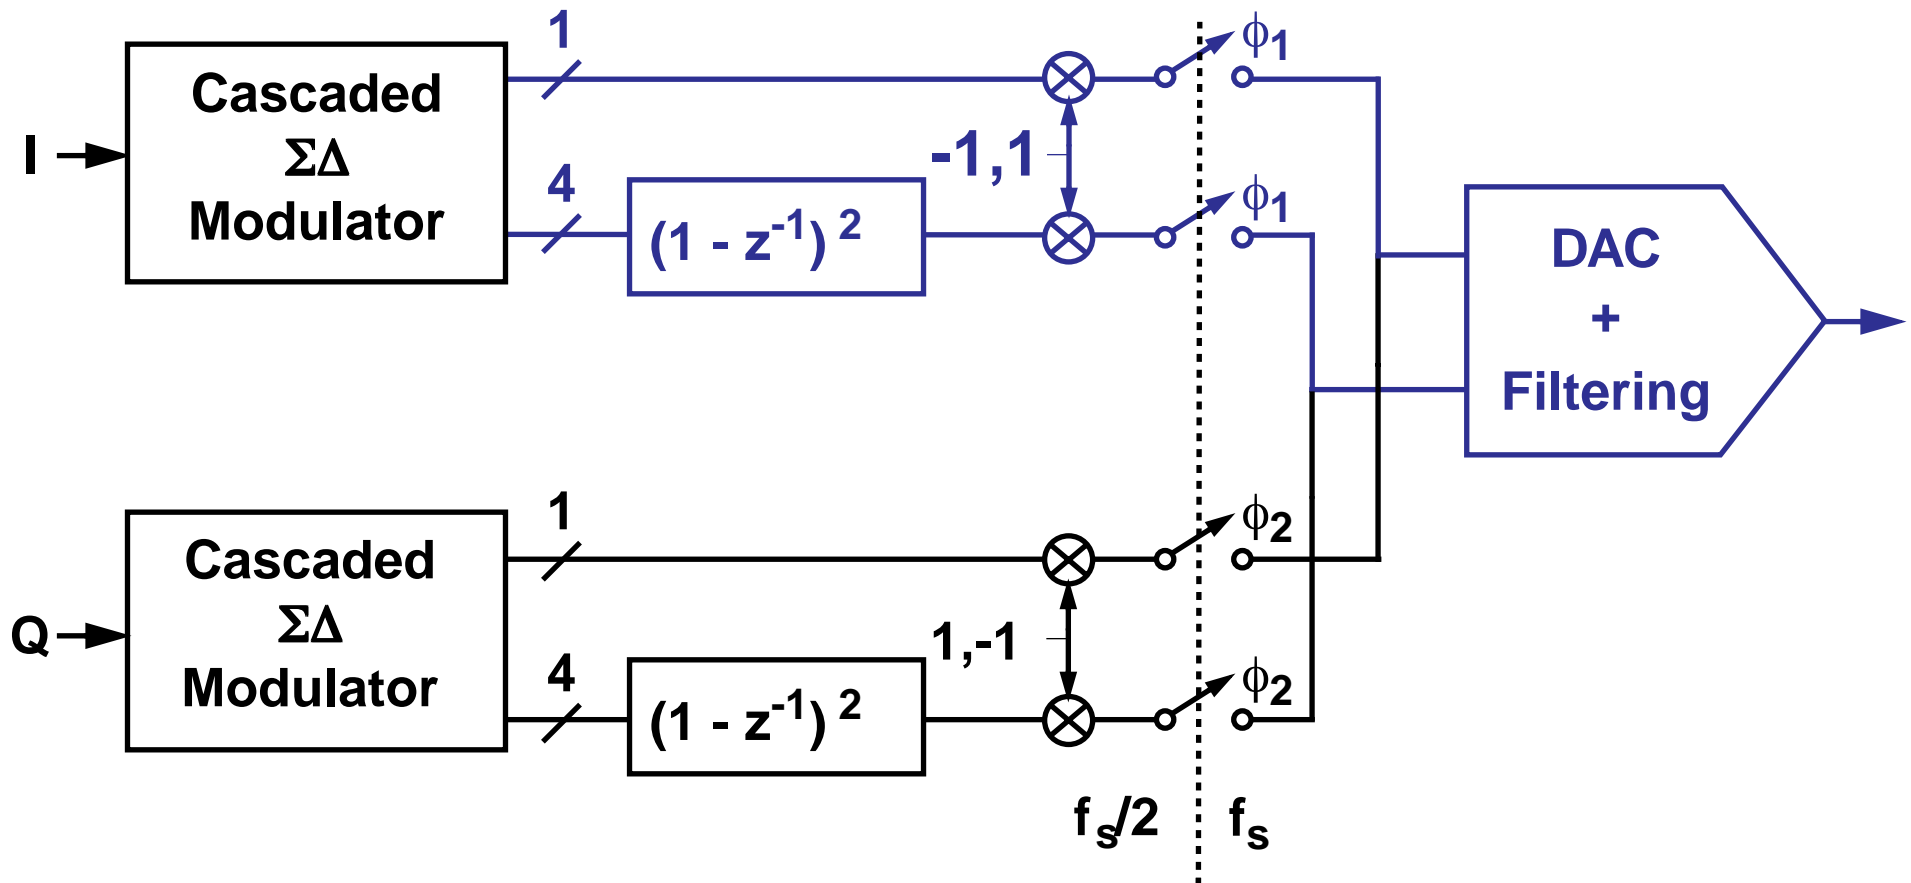 1
Cascaded
ΣΔ
Modulator
I
4
(1 - z-1) 2
-1,1
ϕ1
ϕ1
DAC
+
Filtering
1
Cascaded
ΣΔ
Modulator
Q
4
(1 - z-1) 2
1,-1
ϕ2
ϕ2
fs/2
fs